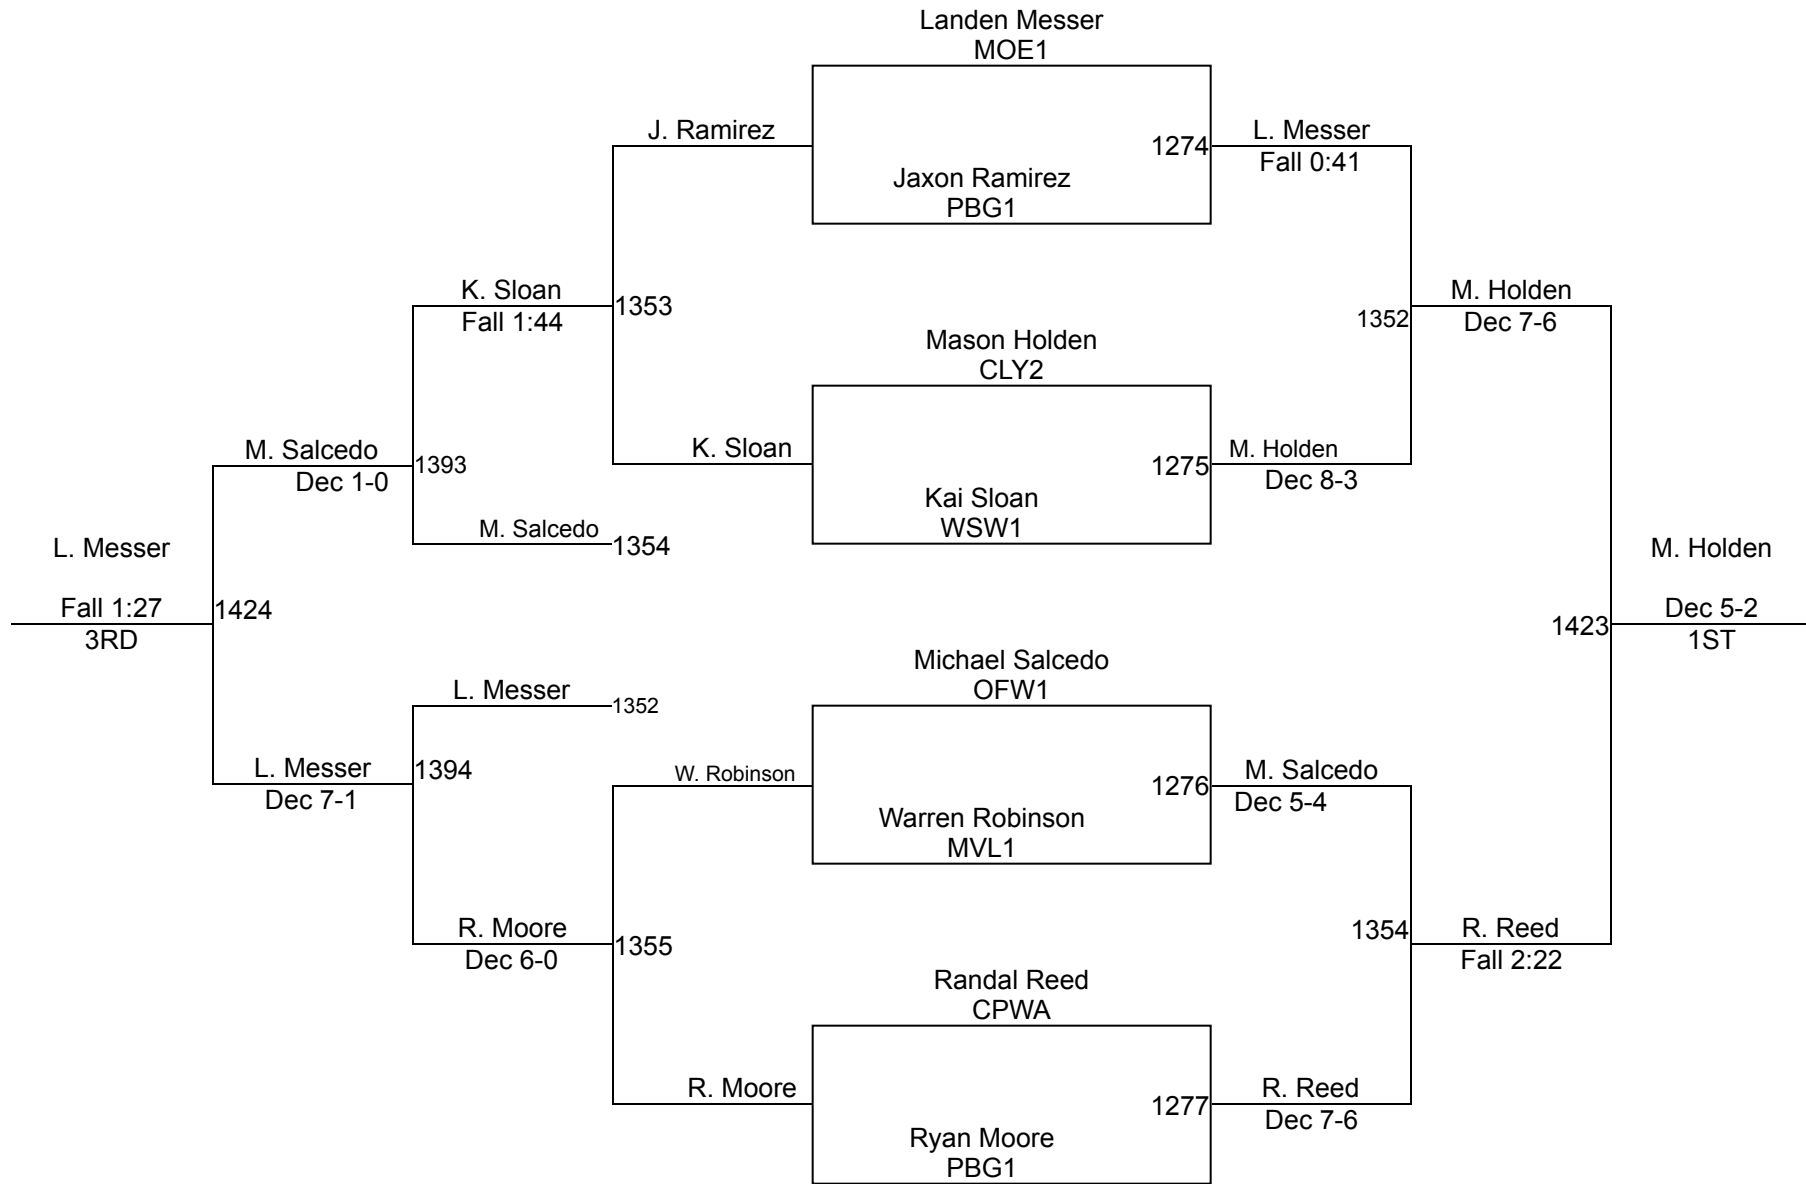 Landen Messer
MOE1
J. Ramirez
1274
L. Messer
Fall 0:41
Jaxon Ramirez
PBG1
K. Sloan
Fall 1:44
1353
1352
M. Holden
Dec 7-6
Mason Holden
CLY2
M. Salcedo
Dec 1-0
1393
K. Sloan
1275
M. Holden
Dec 8-3
Kai Sloan
WSW1
M. Salcedo
1354
L. Messer
Fall 1:27
3RD
1424
M. Holden
Dec 5-2
1ST
1423
Michael Salcedo
OFW1
L. Messer
1352
L. Messer
Dec 7-1
1394
W. Robinson
1276
M. Salcedo
Dec 5-4
Warren Robinson
MVL1
R. Moore
Dec 6-0
1355
1354
R. Reed
Fall 2:22
Randal Reed
CPWA
R. Moore
1277
R. Reed
Dec 7-6
Ryan Moore
PBG1